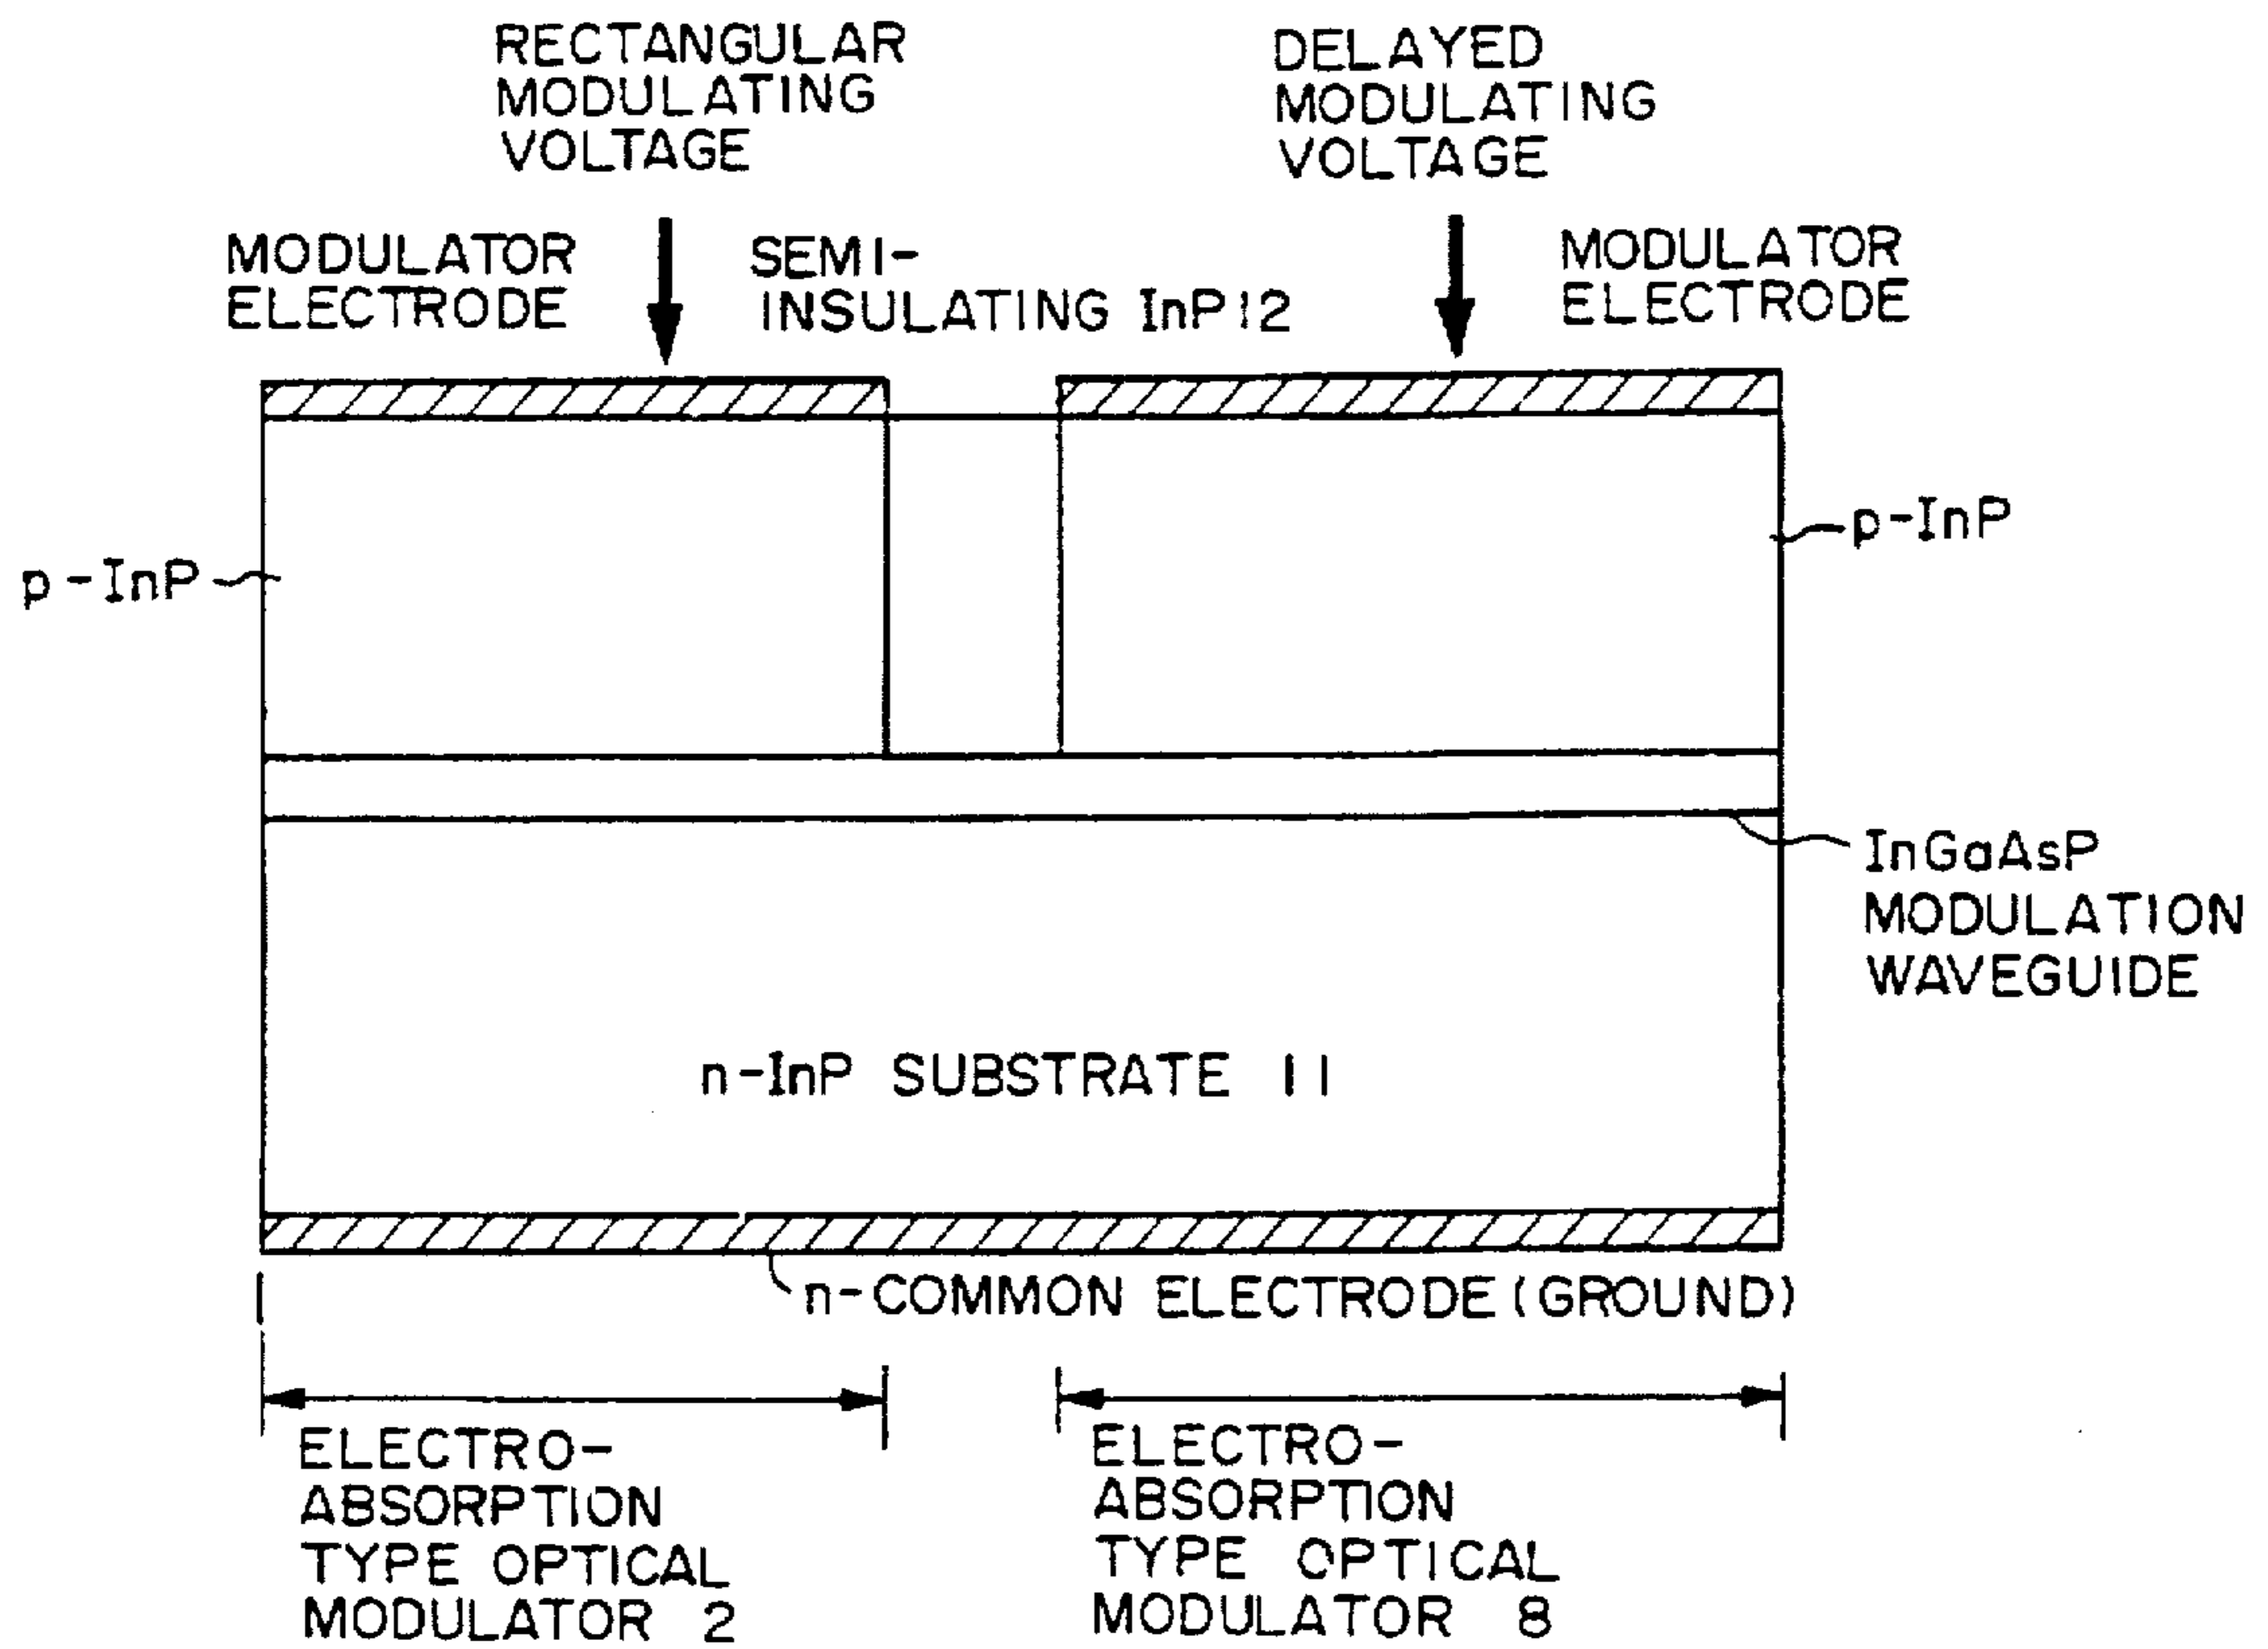 RECTANGULAR
MODULATING
VOLTAGE
DELAYED
MODULATING
VOLTAGE
MODULATOR
ELECTRODE
SEMI-
INSULATING InP12
MODULATOR
ELECTRODE
p-InP
p-InP
InGaAsP
MODULATION
WAVEGUIDE
n-InP SUBSTRATE 11
n-COMMON ELECTRODE (GROUND)
ELECTRO-
ABSORPTION
TYPE OPTICAL
MODULATOR 2
ELECTRO-
ABSORPTION
TYPE OPTICAL
MODULATOR 8